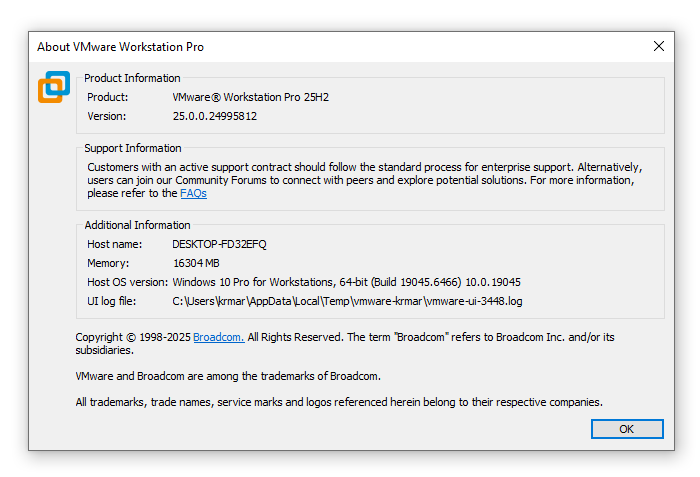 About VMware Workstation Pro
Product Information
Product: VMware® Workstation Pro 25H2
Version: 25.0.0.24995812
Support Information
Customers with an active support contract should follow the standard process for enterprise support. Alternatively,
users can join our Community Forums to connect with peers and explore potential solutions. For more information,
please refer to the FAQs
Additional Information
Host name: DESKTOP-FD32EFQ
Memory: 16304 MB
Host OS version: Windows 10 Pro for Workstations, 64-bit (Build 19045.6466) 10.0.19045
UI log file: C:\Users\krmar\AppData\Local\Temp\vmware-krmar\vmware-ui-3448.log
Copyright © 1998-2025 Broadcom. All Rights Reserved. The term "Broadcom" refers to Broadcom Inc. and/or its
subsidiaries.
VMware and Broadcom are among the trademarks of Broadcom.
All trademarks, trade names, service marks and logos referenced herein belong to their respective companies.
OK